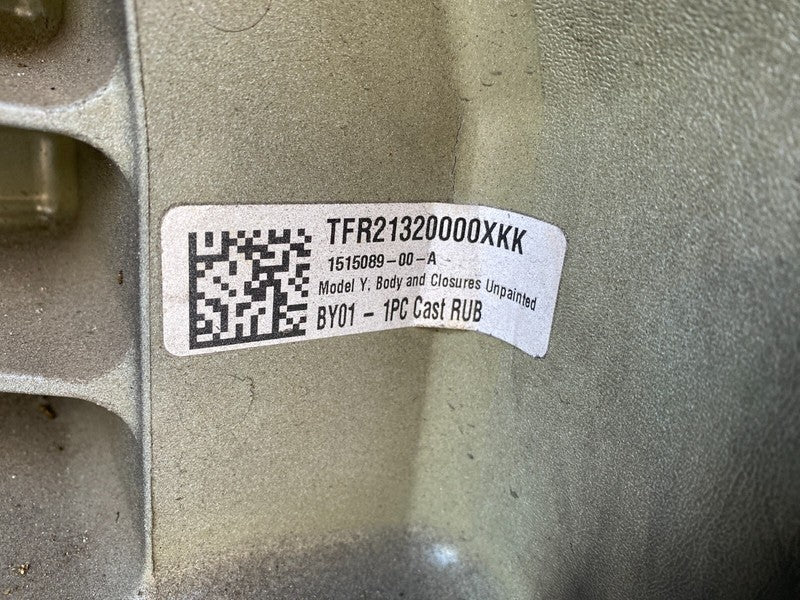 TFR21320000XKK
1515089-00-A
Model Y, Body and Closures Unpainted
BY01 - 1PC Cast RUB